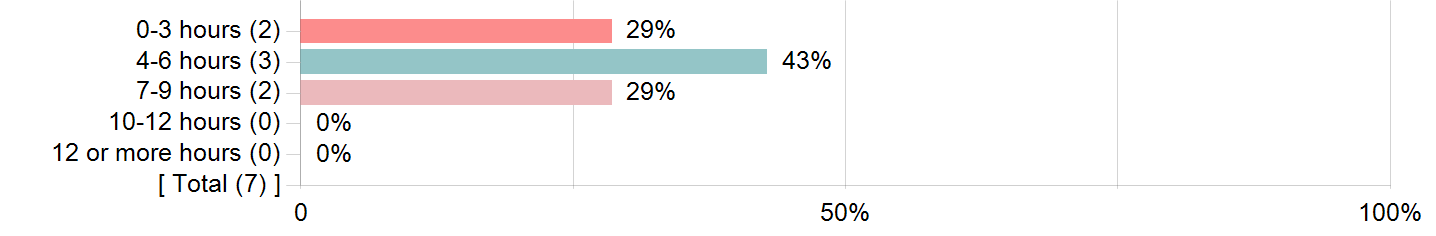 0-3 hours (2) 29%
4-6 hours (3) 43%
7-9 hours (2) 29%
10-12 hours (0) 0%
12 or more hours (0) 0%
[ Total (7) ]
0 50% 100%